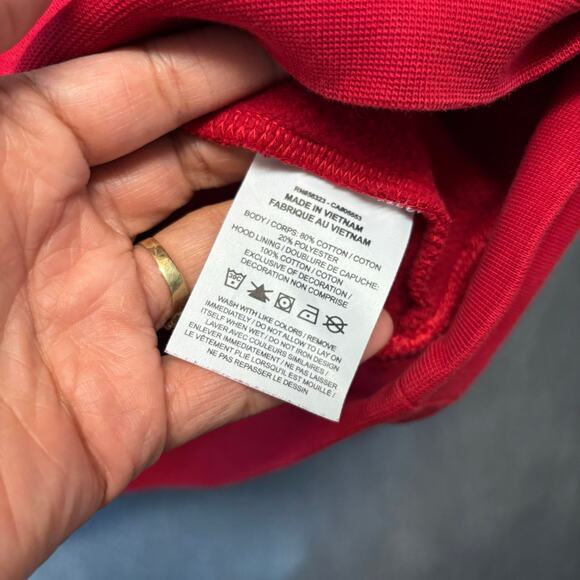 MADE IN VIETNAM
FABRIQUE AU VIETNAM
BODY / CORPS: 80% COTTON / COTON
20% POLYESTER
HOOD LINING / DOUBLURE DE CAPUCHE:
100% COTTON / COTON
EXCLUSIVE OF DECORATION /
DECORATION NON COMPRISE
WASH WITH LIKE COLORS / REMOVE
IMMEDIATELY / DO NOT ALLOW TO LAY ON
ITSELF WHEN WET / DO NOT IRON DESIGN
LAVER AVEC COULEURS SIMILAIRES /
ENLEVER IMMEDIATEMENT / NE PAS LAISSER
LE VÊTEMENT PLIÉ LORSQU'IL EST MOUILLÉ /
NE PAS REPASSER LE DESSIN